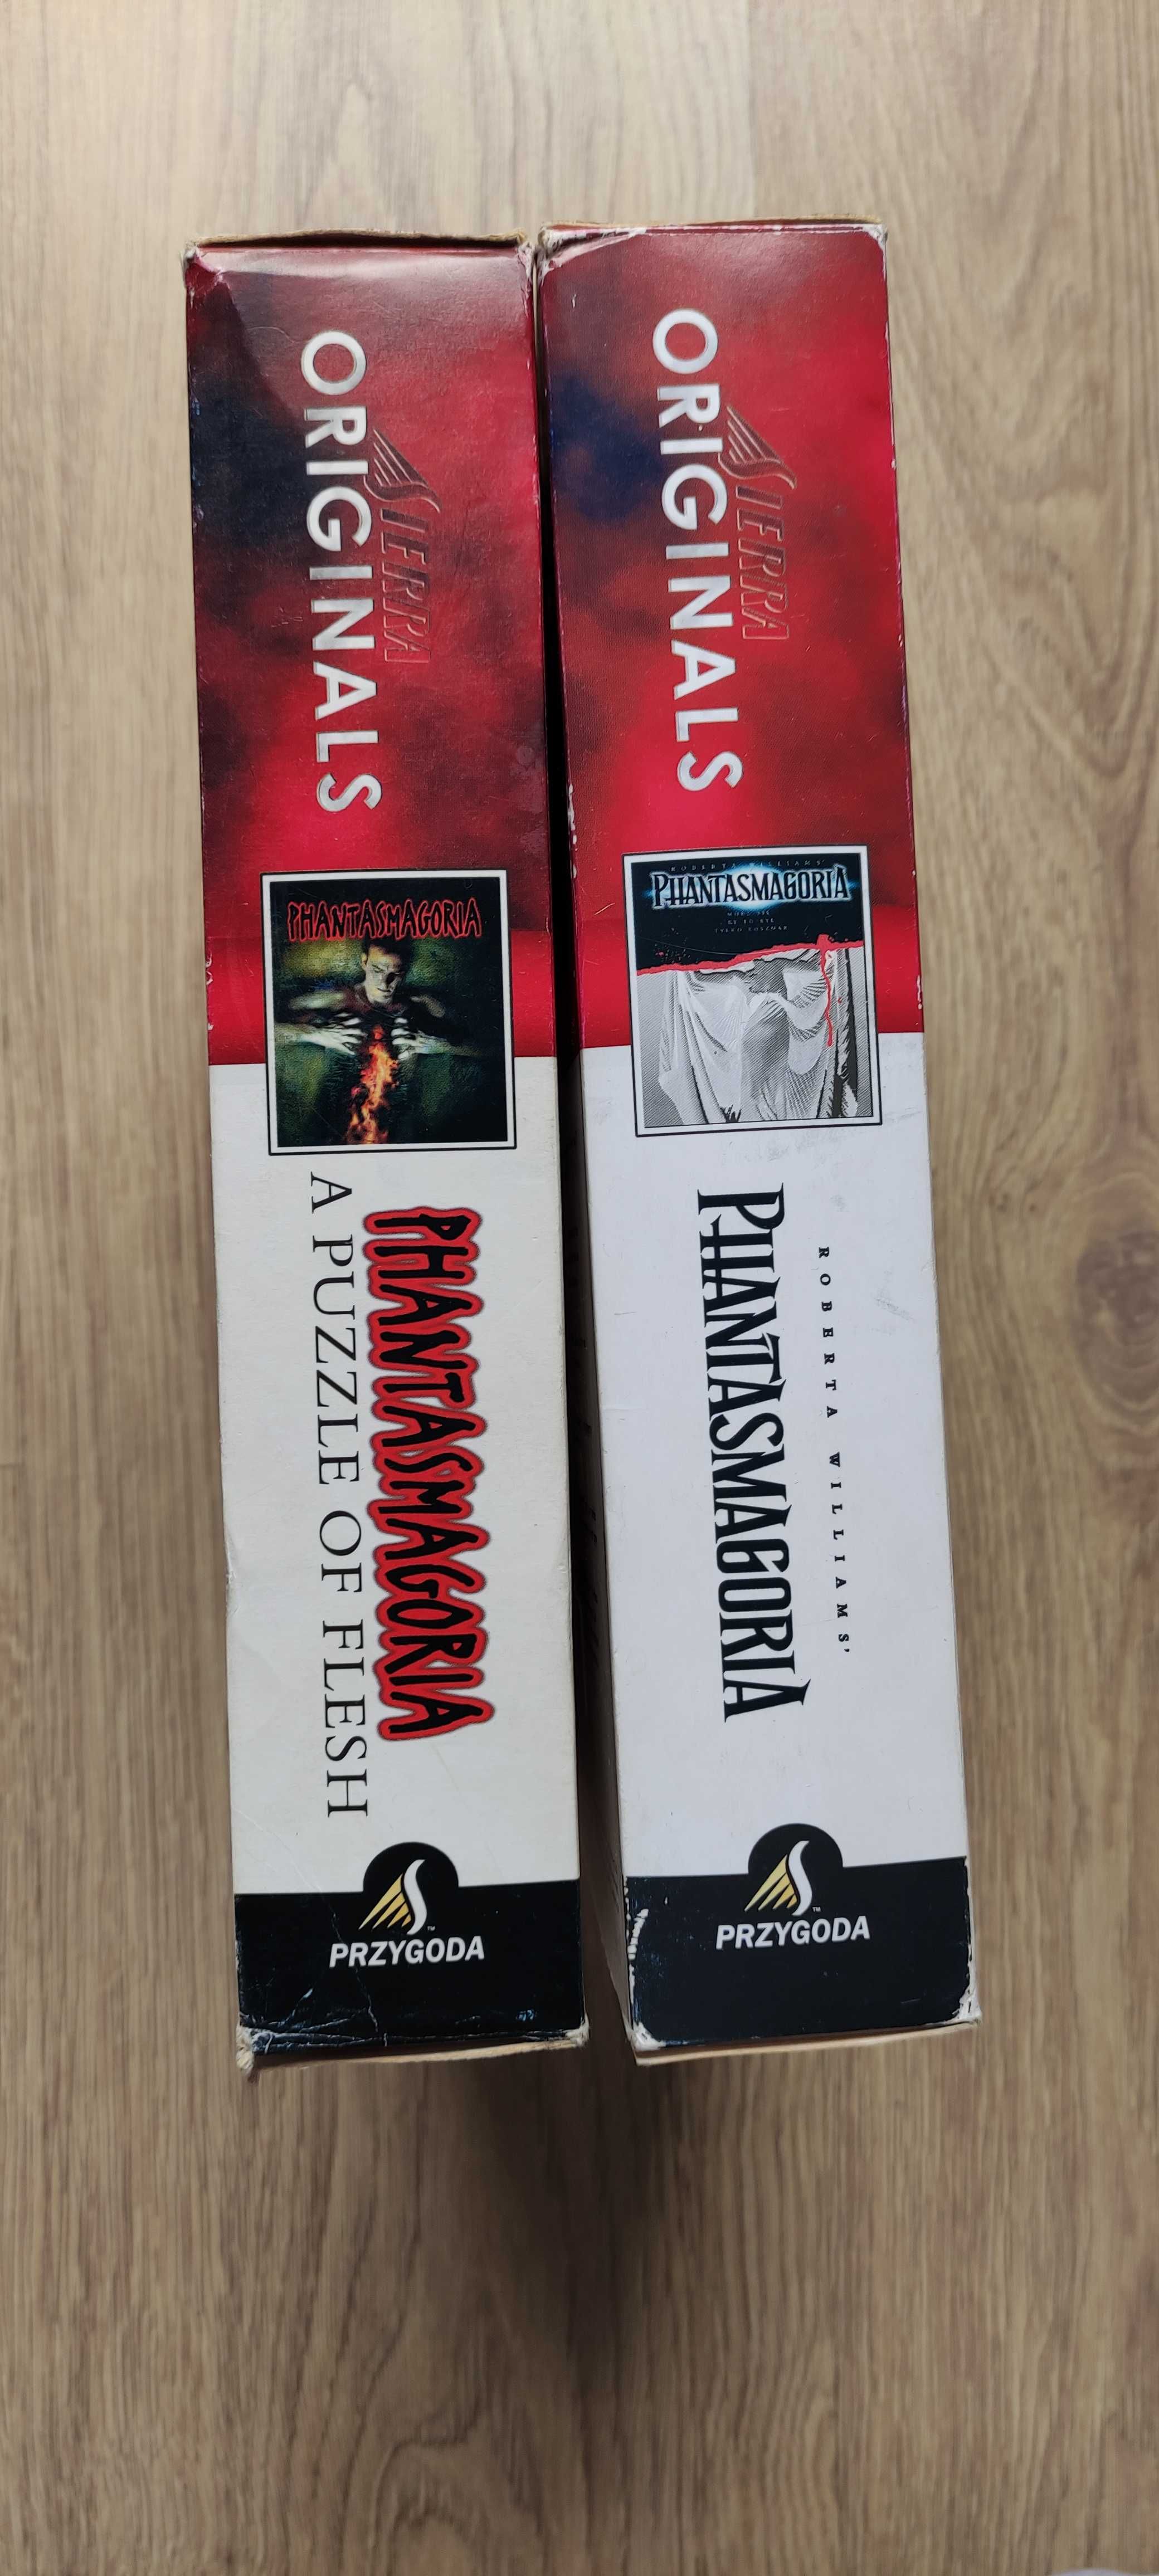 SIERRA
ORIGINALS
PHANTASMAGORIA
PHANTASMAGORIA
A PUZZLE OF FLESH
PRZYGODA
SIERRA
ORIGINALS
ROBERTA WILLIAMS'
PHANTASMAGORIA
ROBERTA WILLIAMS'
PHANTASMAGORIA
PRZYGODA